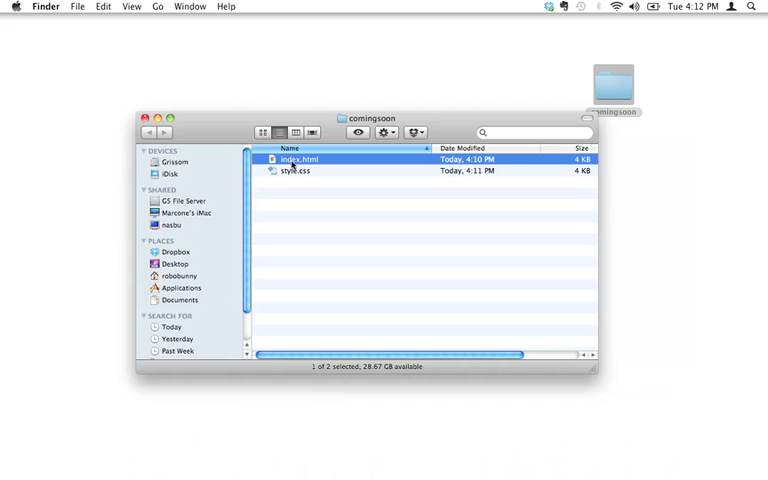 Finder File Edit View Go Window Help Tue 4:12 PM
comingsoon
comingsoon
Name Date Modified Size
DEVICES
Grissom
iDisk
SHARED
G5 File Server
Marcone's iMac
nasbu
PLACES
Dropbox
Desktop
robobunny
Applications
Documents
SEARCH FOR
Today
Yesterday
Past Week
index.html Today, 4:10 PM 4 KB
style.css Today, 4:11 PM 4 KB
1 of 2 selected, 28.67 GB available